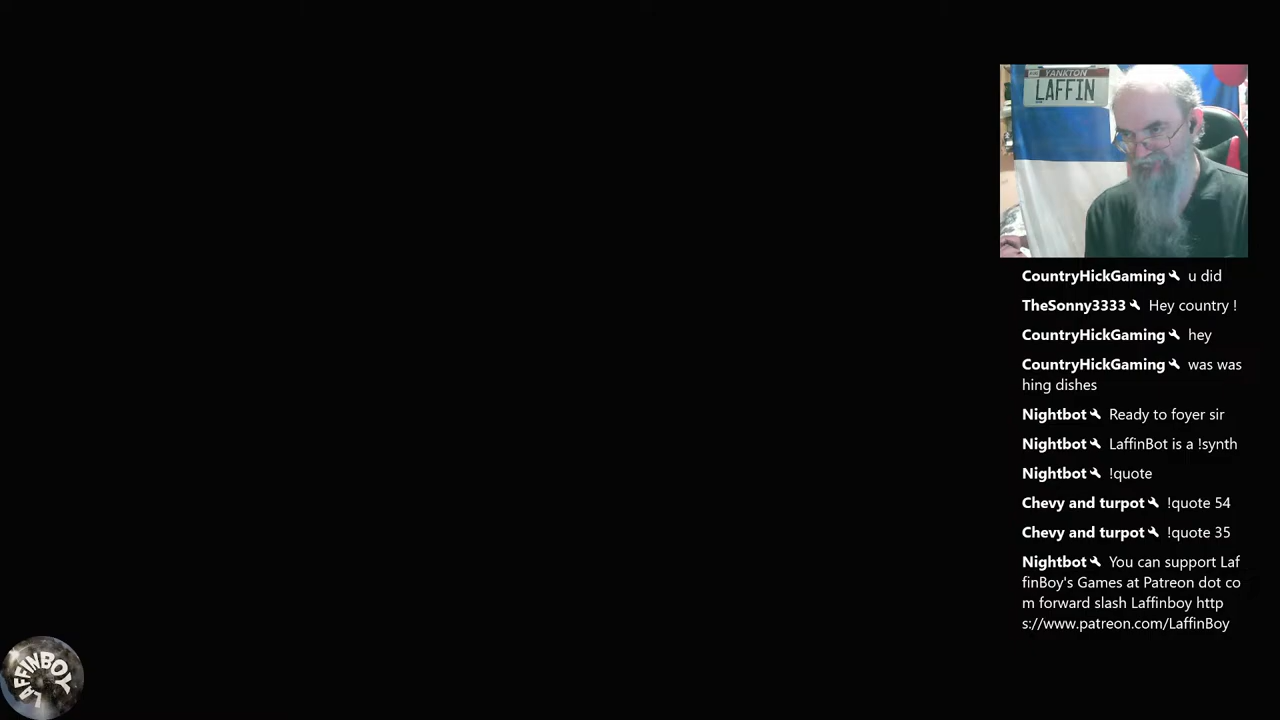 YANKTON
LAFFIN
CountryHickGaming u did
TheSonny3333 Hey country !
CountryHickGaming hey
CountryHickGaming was was
hing dishes
Nightbot Ready to foyer sir
Nightbot LaffinBot is a !synth
Nightbot !quote
Chevy and turpot !quote 54
Chevy and turpot !quote 35
Nightbot You can support Laf
finBoy's Games at Patreon dot co
m forward slash Laffinboy http
s://www.patreon.com/LaffinBoy
LAFFINBOY